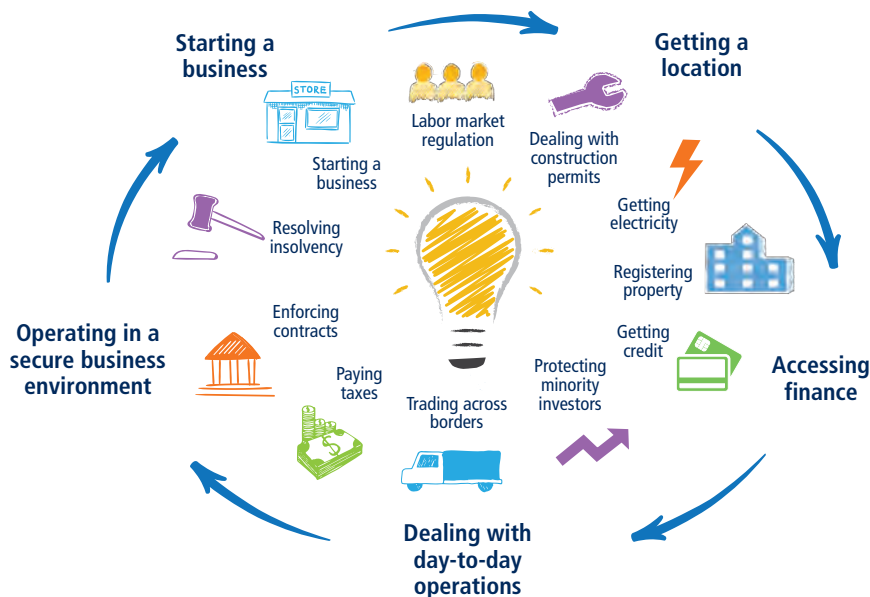 Starting a
business
Getting a
location
STORE
Labor market
regulation
Dealing with
construction
permits
Starting a
business
Getting
electricity
Resolving
insolvency
Registering
property
Enforcing
contracts
Getting
credit
Operating in a
secure business
environment
Accessing
finance
Paying
taxes
Protecting
minority
investors
Trading across
borders
$
Dealing with
day-to-day
operations